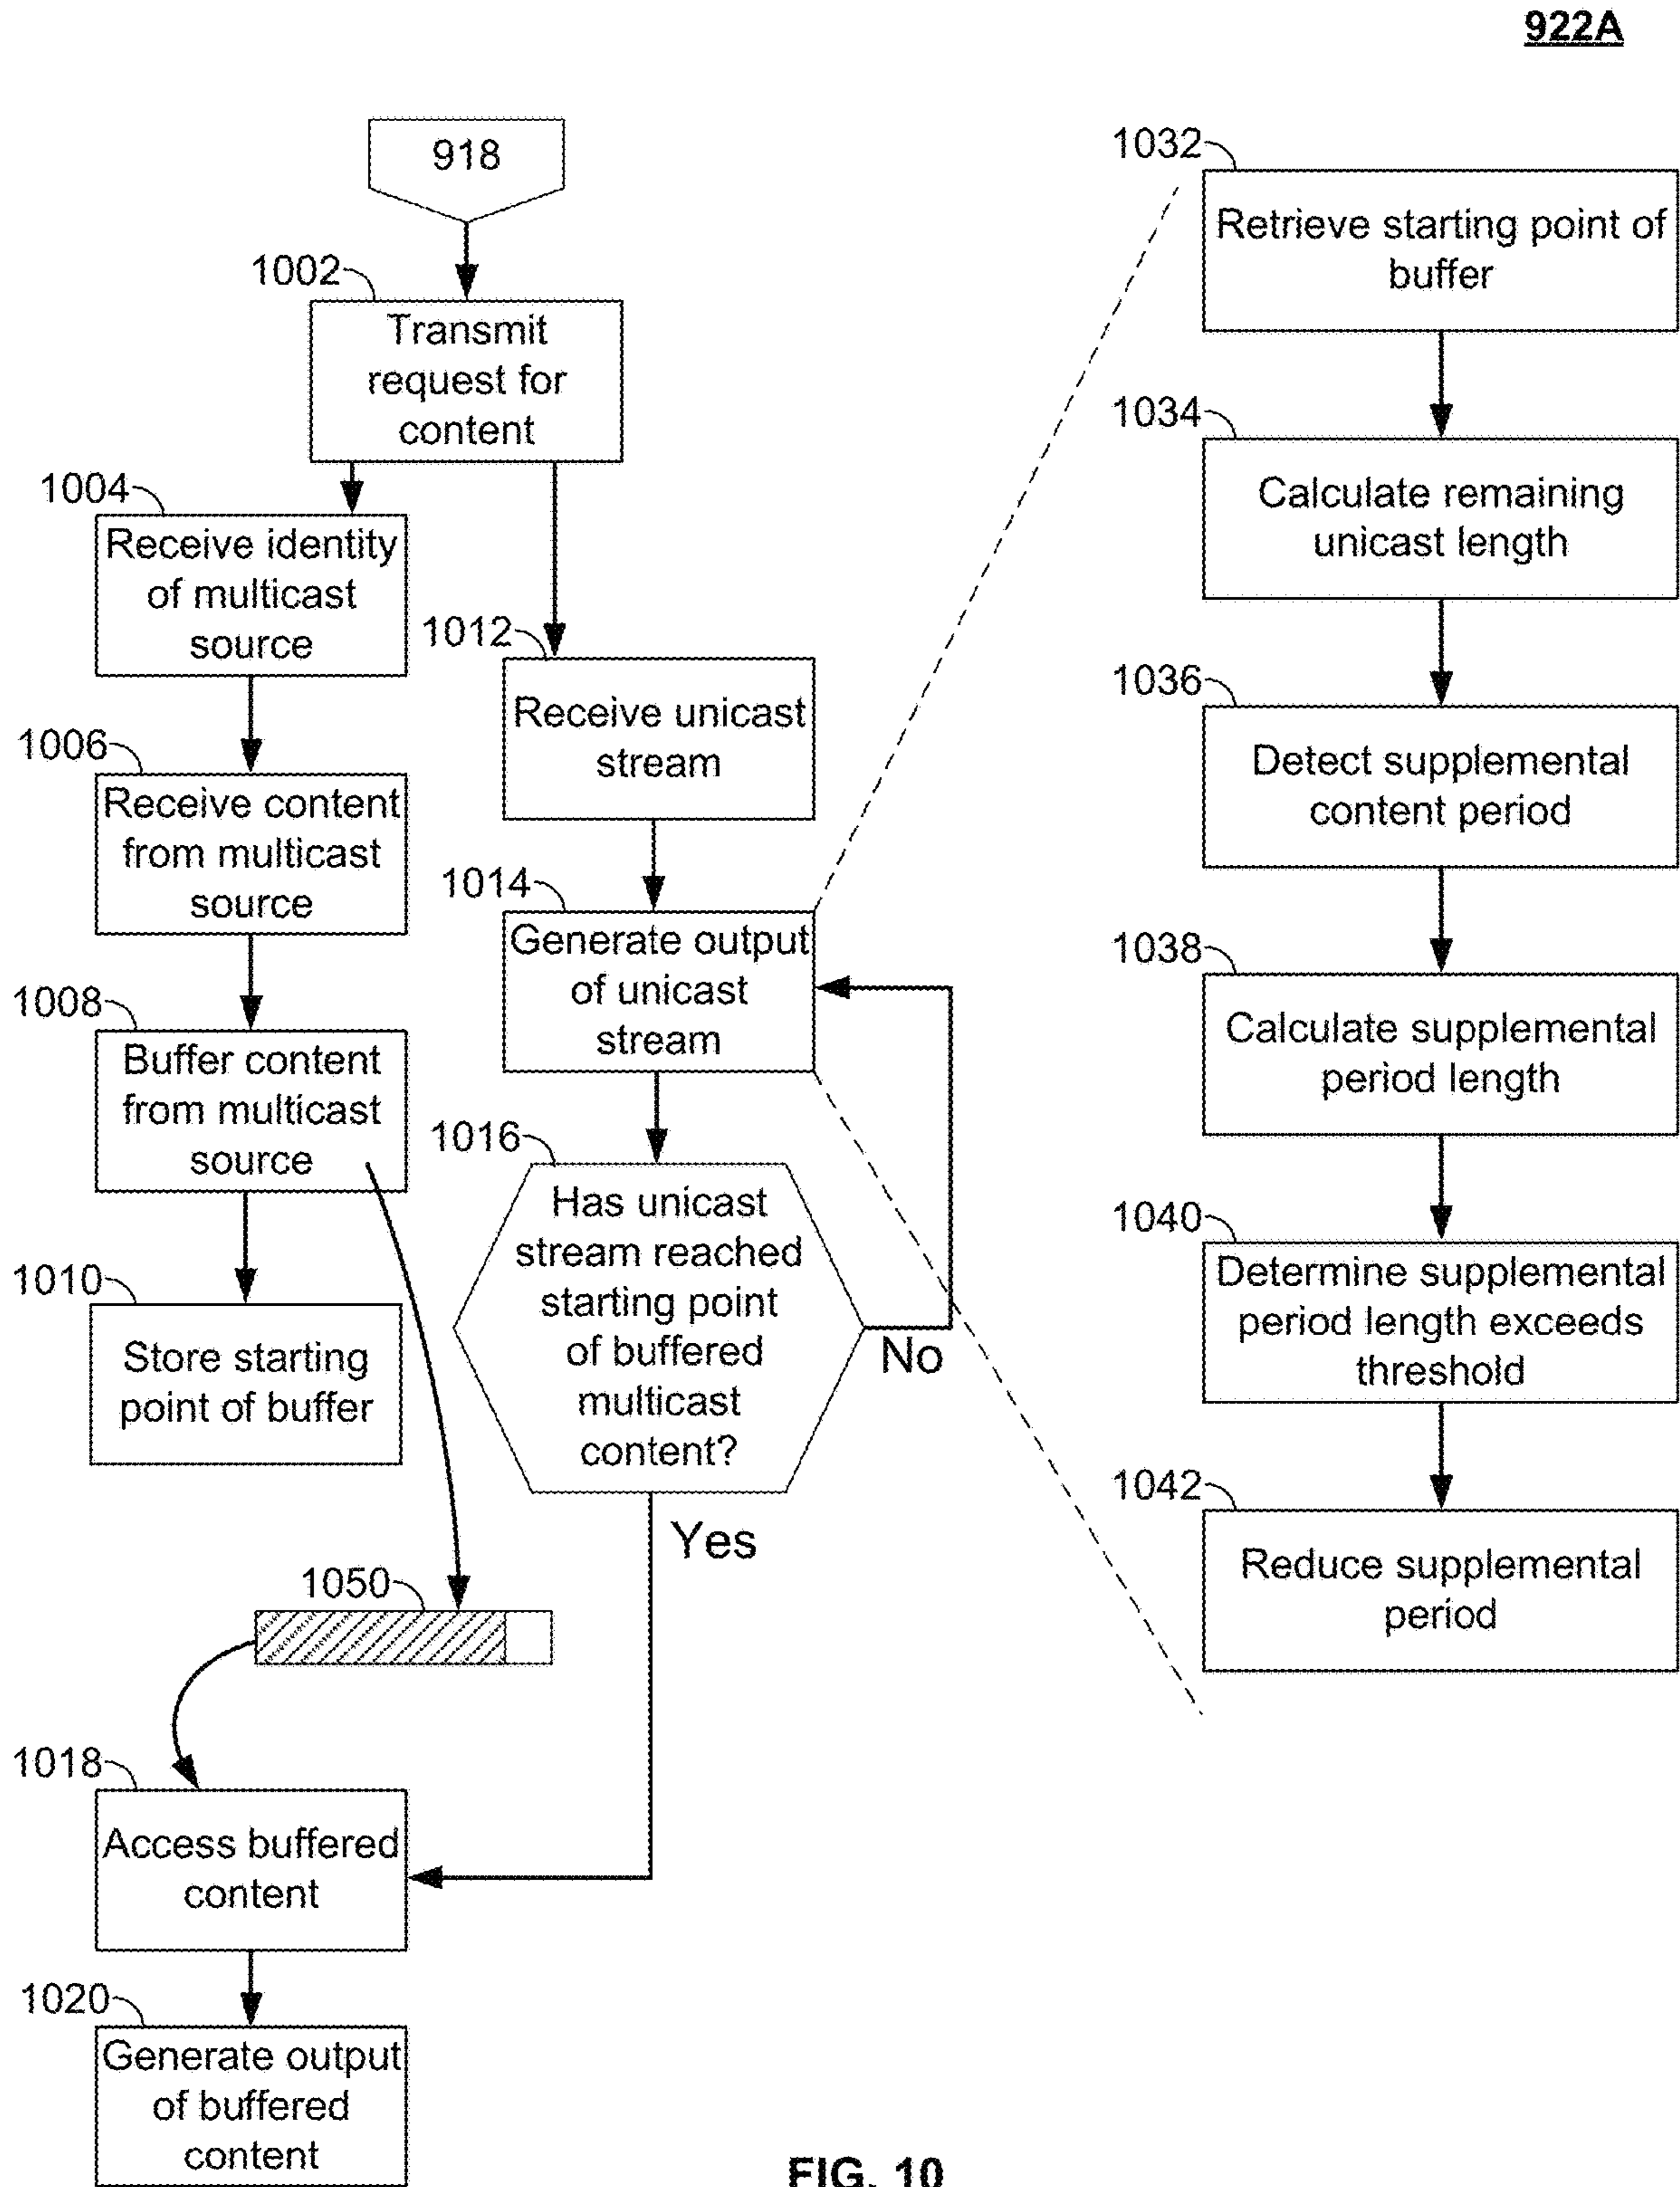 922A
918
1002
Transmit
request for
content
1004
Receive identity
of multicast
source
1006
Receive content
from multicast
source
1008
Buffer content
from multicast
source
1010
Store starting
point of buffer
1012
Receive unicast
stream
1014
Generate output
of unicast
stream
1016
Has unicast
stream reached
starting point
of buffered
multicast
content?
No
Yes
1050
1018
Access buffered
content
1020
Generate output
of buffered
content
1032
Retrieve starting point of
buffer
1034
Calculate remaining
unicast length
1036
Detect supplemental
content period
1038
Calculate supplemental
period length
1040
Determine supplemental
period length exceeds
threshold
1042
Reduce supplemental
period
FIG. 10